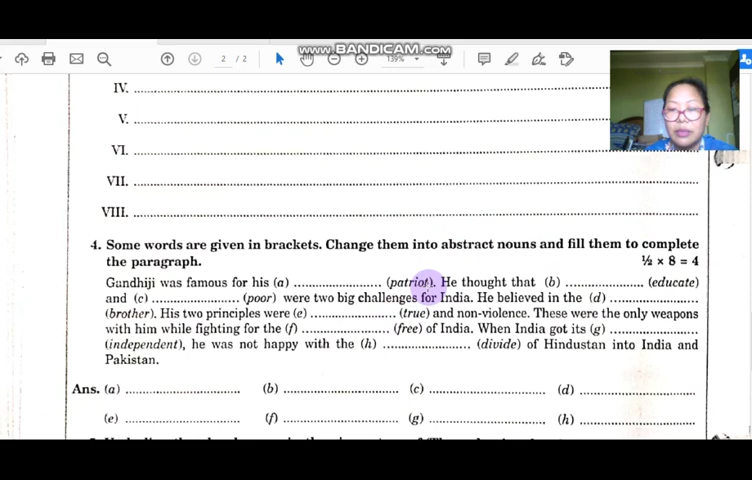 www.BANDICAM.com
2 / 2
139%
IV.
V.
VI.
VII.
VIII.
4. Some words are given in brackets. Change them into abstract nouns and fill them to complete
the paragraph. ½ × 8 = 4
Gandhiji was famous for his (a) ........................ (patriot). He thought that (b) ..................... (educate)
and (c) ....................... (poor) were two big challenges for India. He believed in the (d) .......................
(brother). His two principles were (e) ....................... (true) and non-violence. These were the only weapons
with him while fighting for the (f) ....................... (free) of India. When India got its (g) .......................
(independent), he was not happy with the (h) ....................... (divide) of Hindustan into India and
Pakistan.
Ans. (a) ............................. (b) ............................. (c) ............................. (d) .............................
(e) ............................. (f) ............................. (g) ............................. (h) .............................